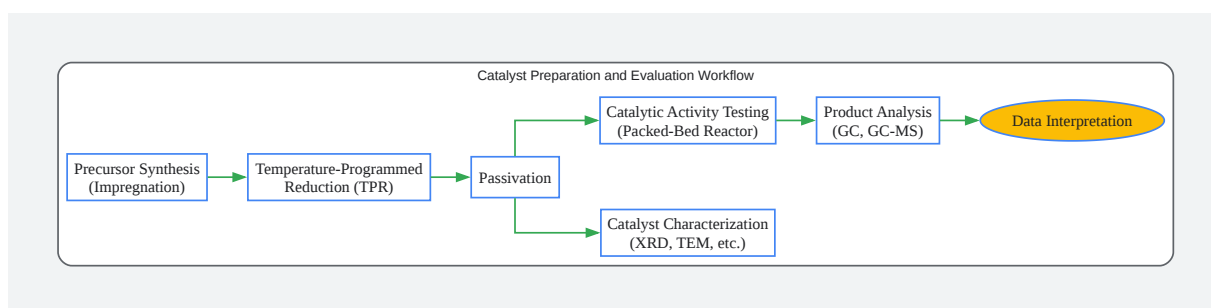 Catalyst Preparation and Evaluation Workflow
Precursor Synthesis
(Impregnation)
Temperature-Programmed
Reduction (TPR)
Passivation
Catalytic Activity Testing
(Packed-Bed Reactor)
Product Analysis
(GC, GC-MS)
Data Interpretation
Catalyst Characterization
(XRD, TEM, etc.)